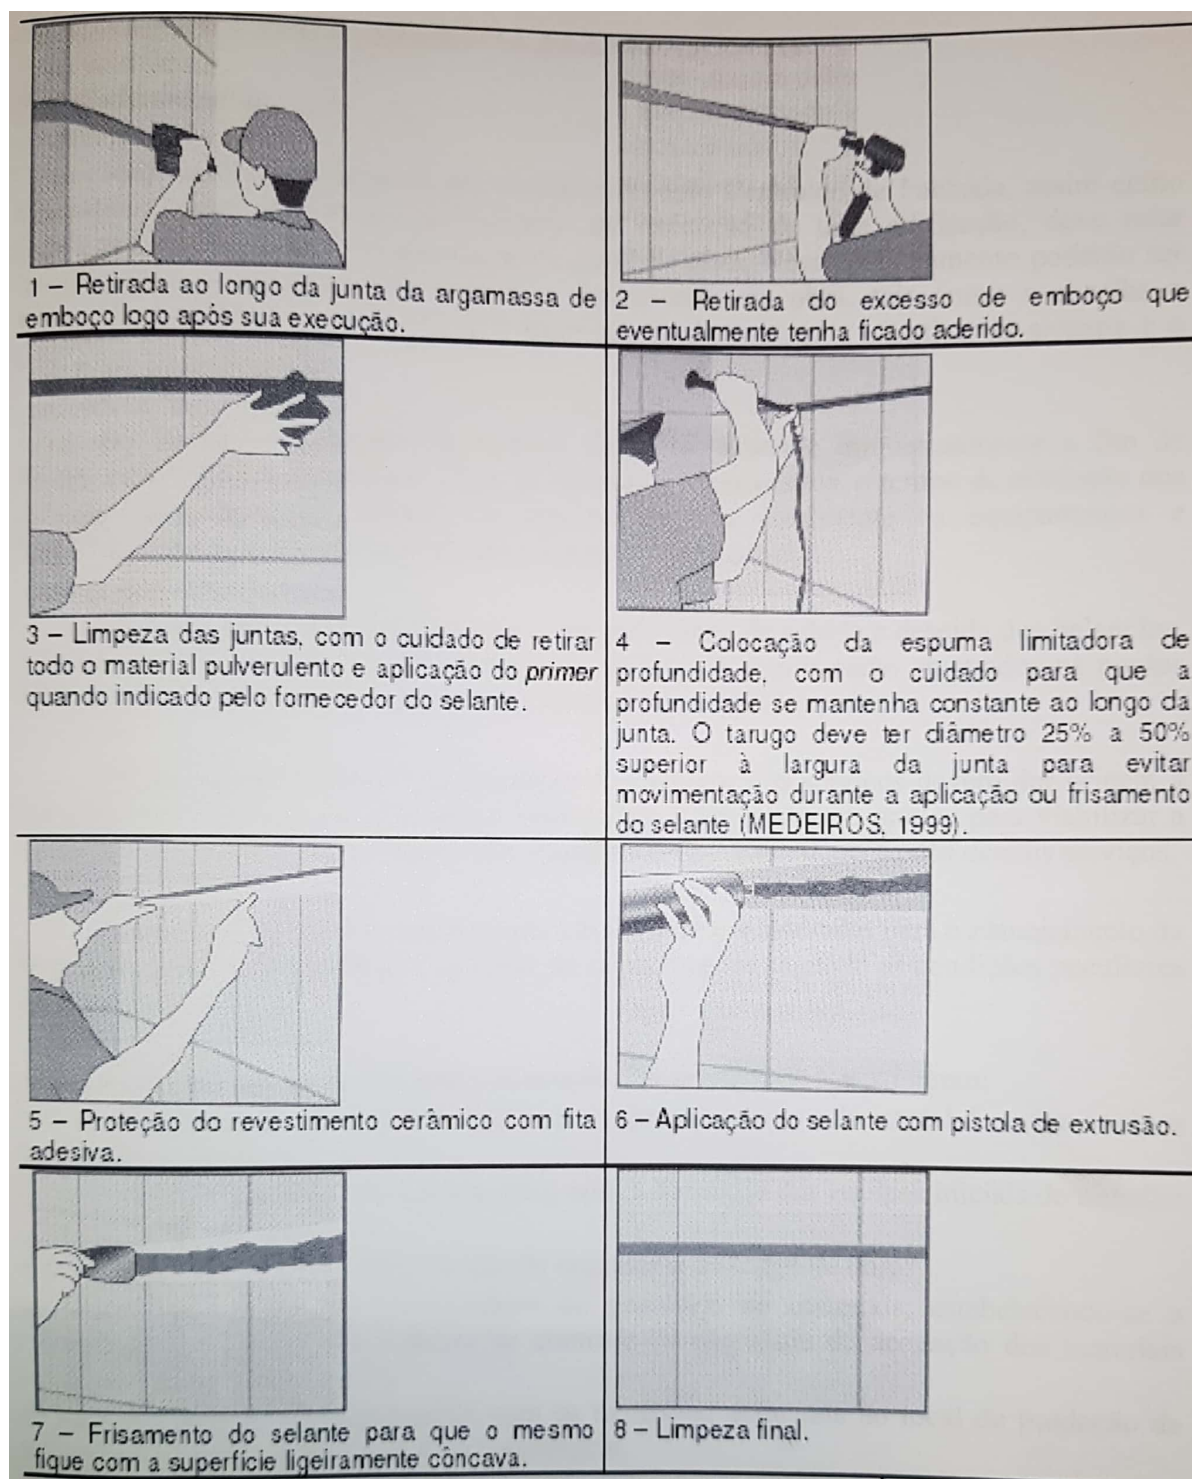 1 – Retirada ao longo da junta da argamassa de
emboço logo após sua execução.
2 – Retirada do excesso de emboço que
eventualmente tenha ficado aderido.
3 – Limpeza das juntas, com o cuidado de retirar
todo o material pulverulento e aplicação do primer
quando indicado pelo fornecedor do selante.
4 – Colocação da espuma limitadora de
profundidade, com o cuidado para que a
profundidade se mantenha constante ao longo da
junta. O tarugo deve ter diâmetro 25% a 50%
superior à largura da junta para evitar
movimentação durante a aplicação ou frisamento
do selante (MEDEIROS, 1999).
5 – Proteção do revestimento cerâmico com fita
adesiva.
6 – Aplicação do selante com pistola de extrusão.
7 – Frisamento do selante para que o mesmo
fique com a superfície ligeiramente côncava.
8 – Limpeza final.